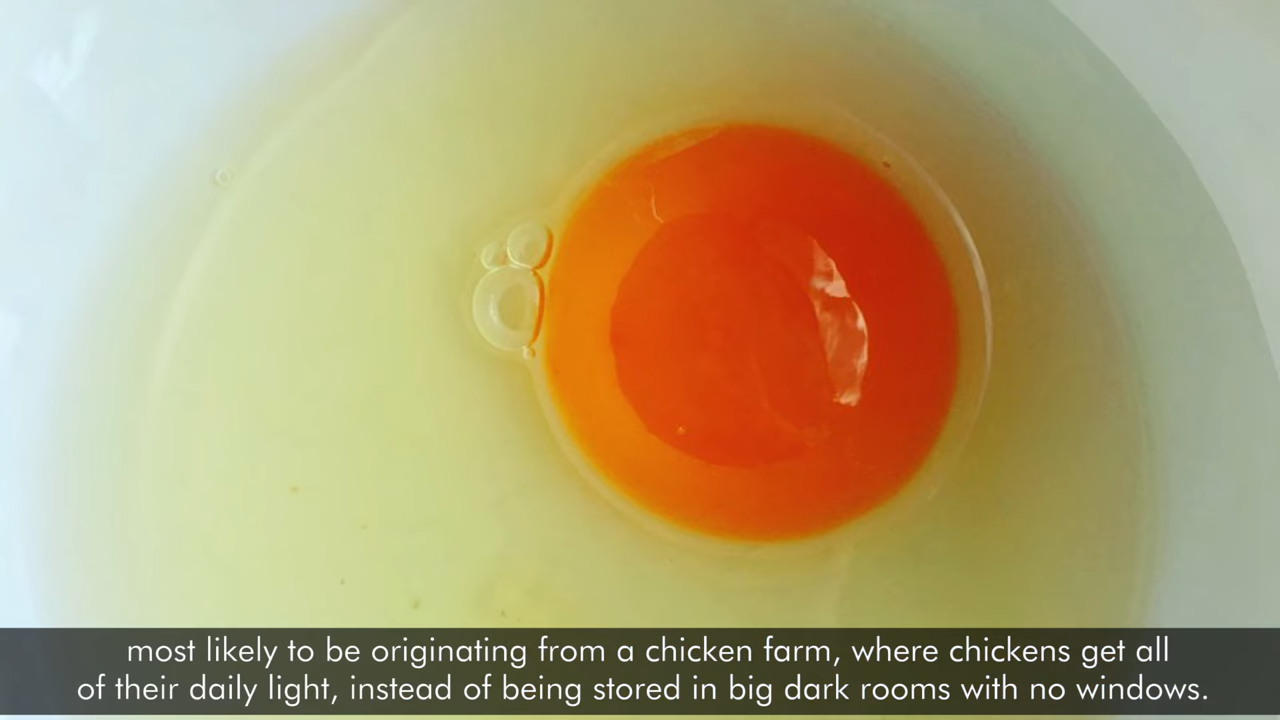 most likely to be originating from a chicken farm, where chickens get all
of their daily light, instead of being stored in big dark rooms with no windows.